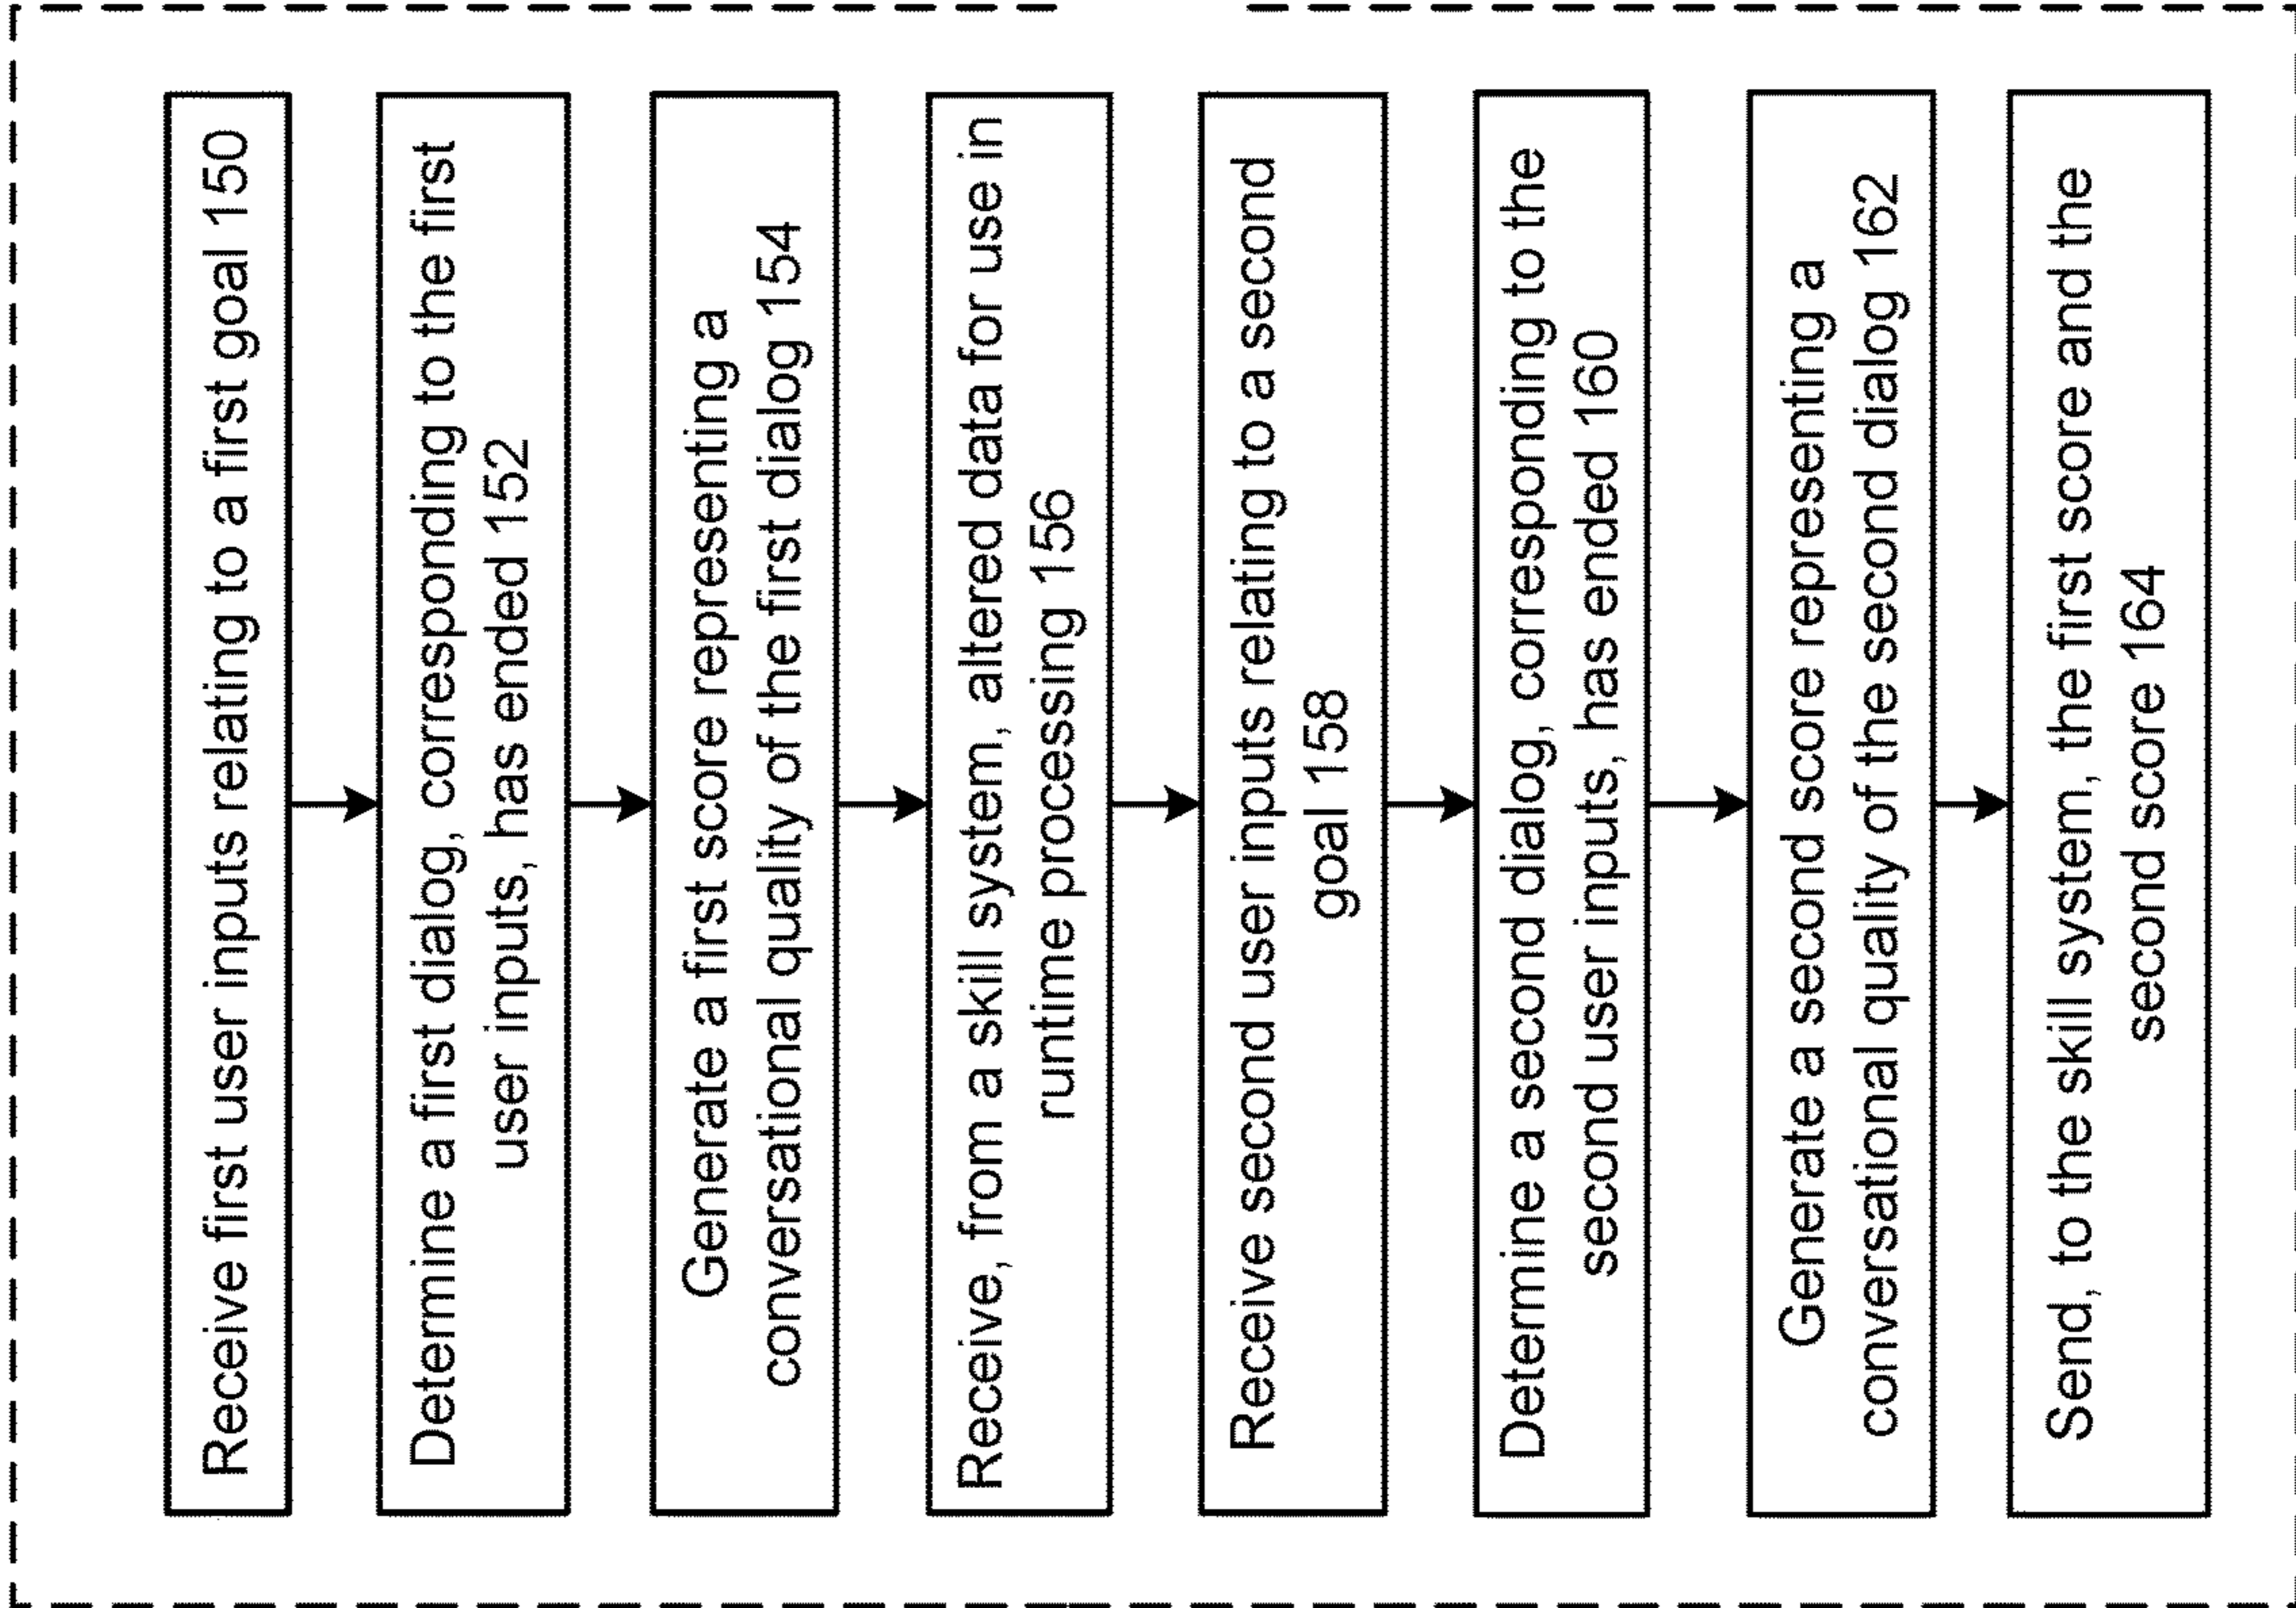 Receive first user inputs relating to a first goal 150
Determine a first dialog, corresponding to the first
user inputs, has ended 152
Generate a first score representing a
conversational quality of the first dialog 154
Receive, from a skill system, altered data for use in
runtime processing 156
Receive second user inputs relating to a second
goal 158
Determine a second dialog, corresponding to the
second user inputs, has ended 160
Generate a second score representing a
conversational quality of the second dialog 162
Send, to the skill system, the first score and the
second score 164